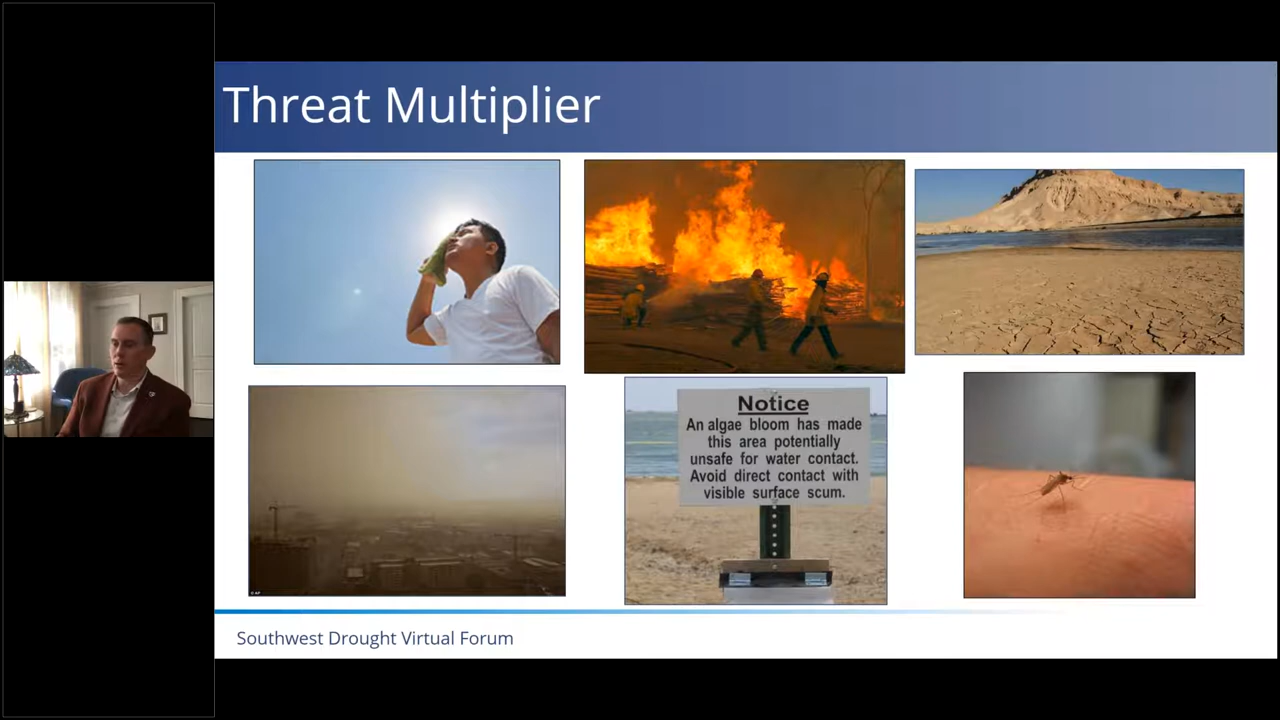 Threat Multiplier
Notice
An algae bloom has made
this area potentially
unsafe for water contact.
Avoid direct contact with
visible surface scum.
Southwest Drought Virtual Forum